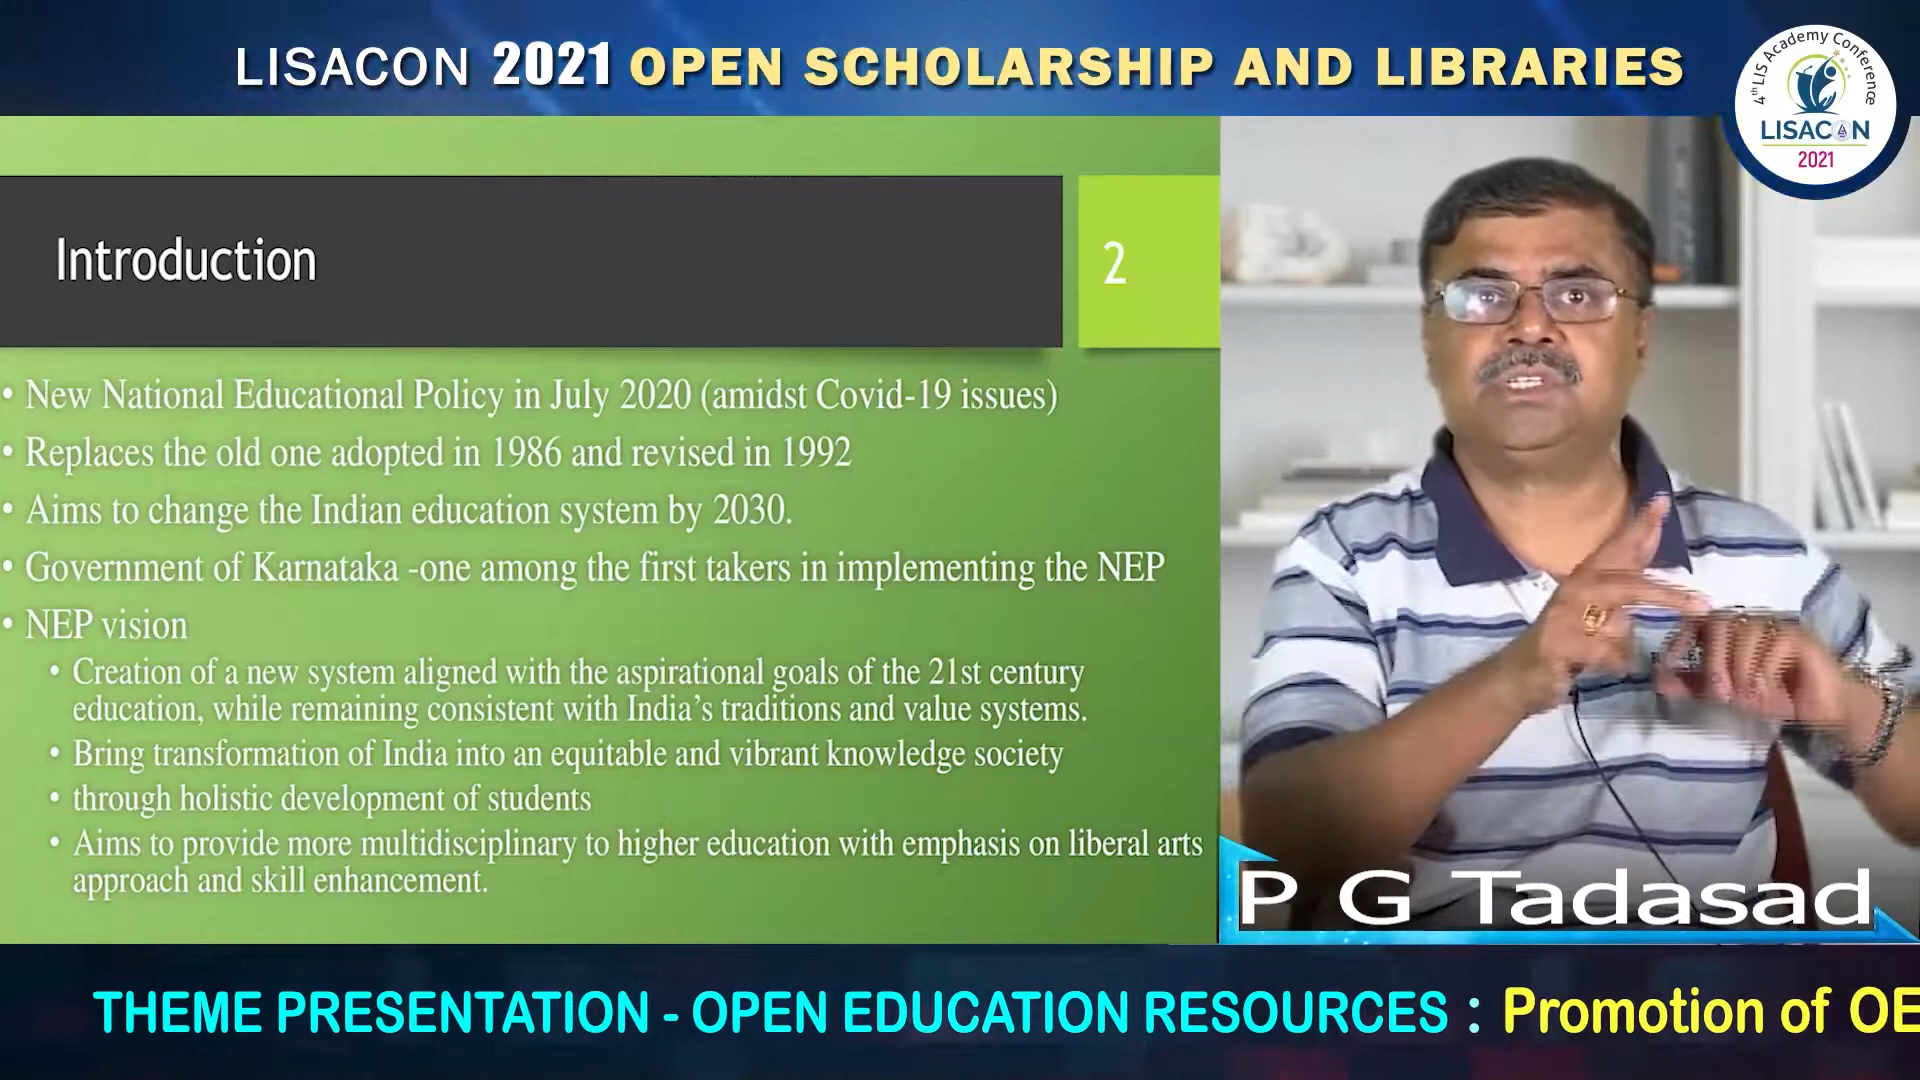 LISACON 2021 OPEN SCHOLARSHIP AND LIBRARIES
4th LIS Academy Conference
LISACON
2021
Introduction
2
• New National Educational Policy in July 2020 (amidst Covid-19 issues)
• Replaces the old one adopted in 1986 and revised in 1992
• Aims to change the Indian education system by 2030.
• Government of Karnataka -one among the first takers in implementing the NEP
• NEP vision
• Creation of a new system aligned with the aspirational goals of the 21st century
education, while remaining consistent with India's traditions and value systems.
• Bring transformation of India into an equitable and vibrant knowledge society
• through holistic development of students
• Aims to provide more multidisciplinary to higher education with emphasis on liberal arts
approach and skill enhancement.
P G Tadasad
THEME PRESENTATION - OPEN EDUCATION RESOURCES : Promotion of OE